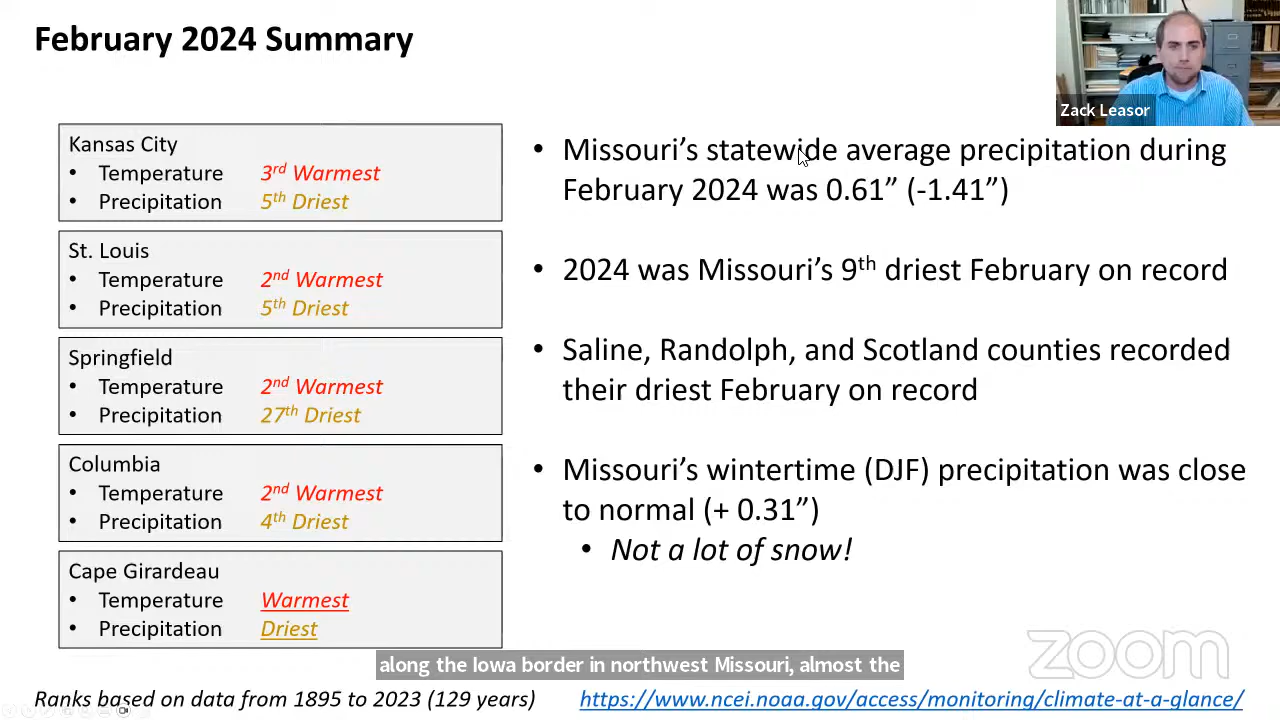 February 2024 Summary
Zack Leasor
Kansas City
• Temperature 3rd Warmest
• Precipitation 5th Driest
St. Louis
• Temperature 2nd Warmest
• Precipitation 5th Driest
Springfield
• Temperature 2nd Warmest
• Precipitation 27th Driest
Columbia
• Temperature 2nd Warmest
• Precipitation 4th Driest
Cape Girardeau
• Temperature Warmest
• Precipitation Driest
• Missouri’s statewide average precipitation during
February 2024 was 0.61” (-1.41”)
• 2024 was Missouri’s 9th driest February on record
• Saline, Randolph, and Scotland counties recorded
their driest February on record
• Missouri’s wintertime (DJF) precipitation was close
to normal (+ 0.31”)
• Not a lot of snow!
zoom
along the Iowa border in northwest Missouri, almost the
Ranks based on data from 1895 to 2023 (129 years)
https://www.ncei.noaa.gov/access/monitoring/climate-at-a-glance/